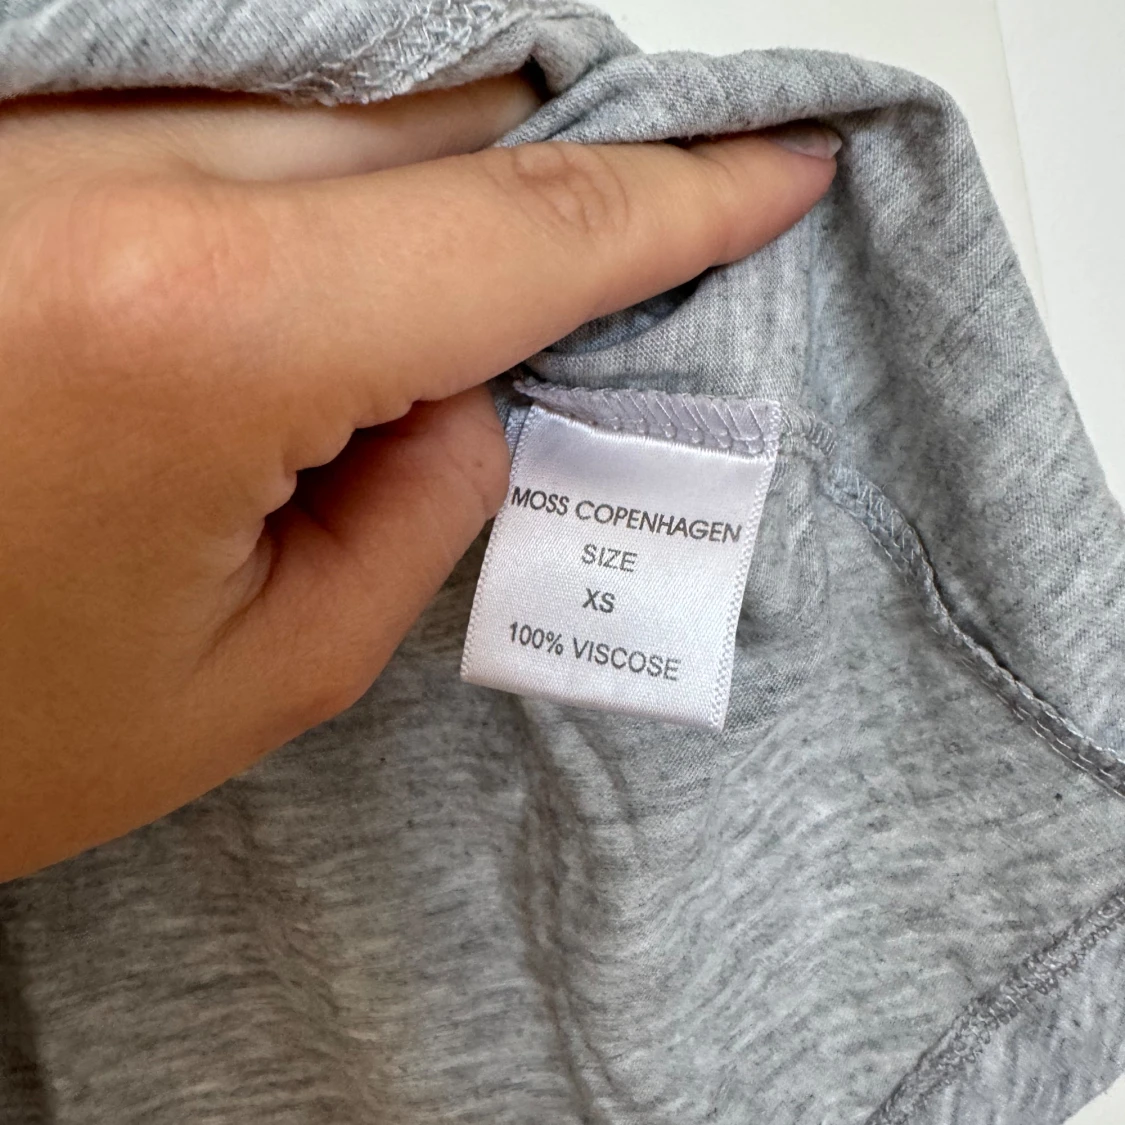 MOSS COPENHAGEN
SIZE
XS
100% VISCOSE